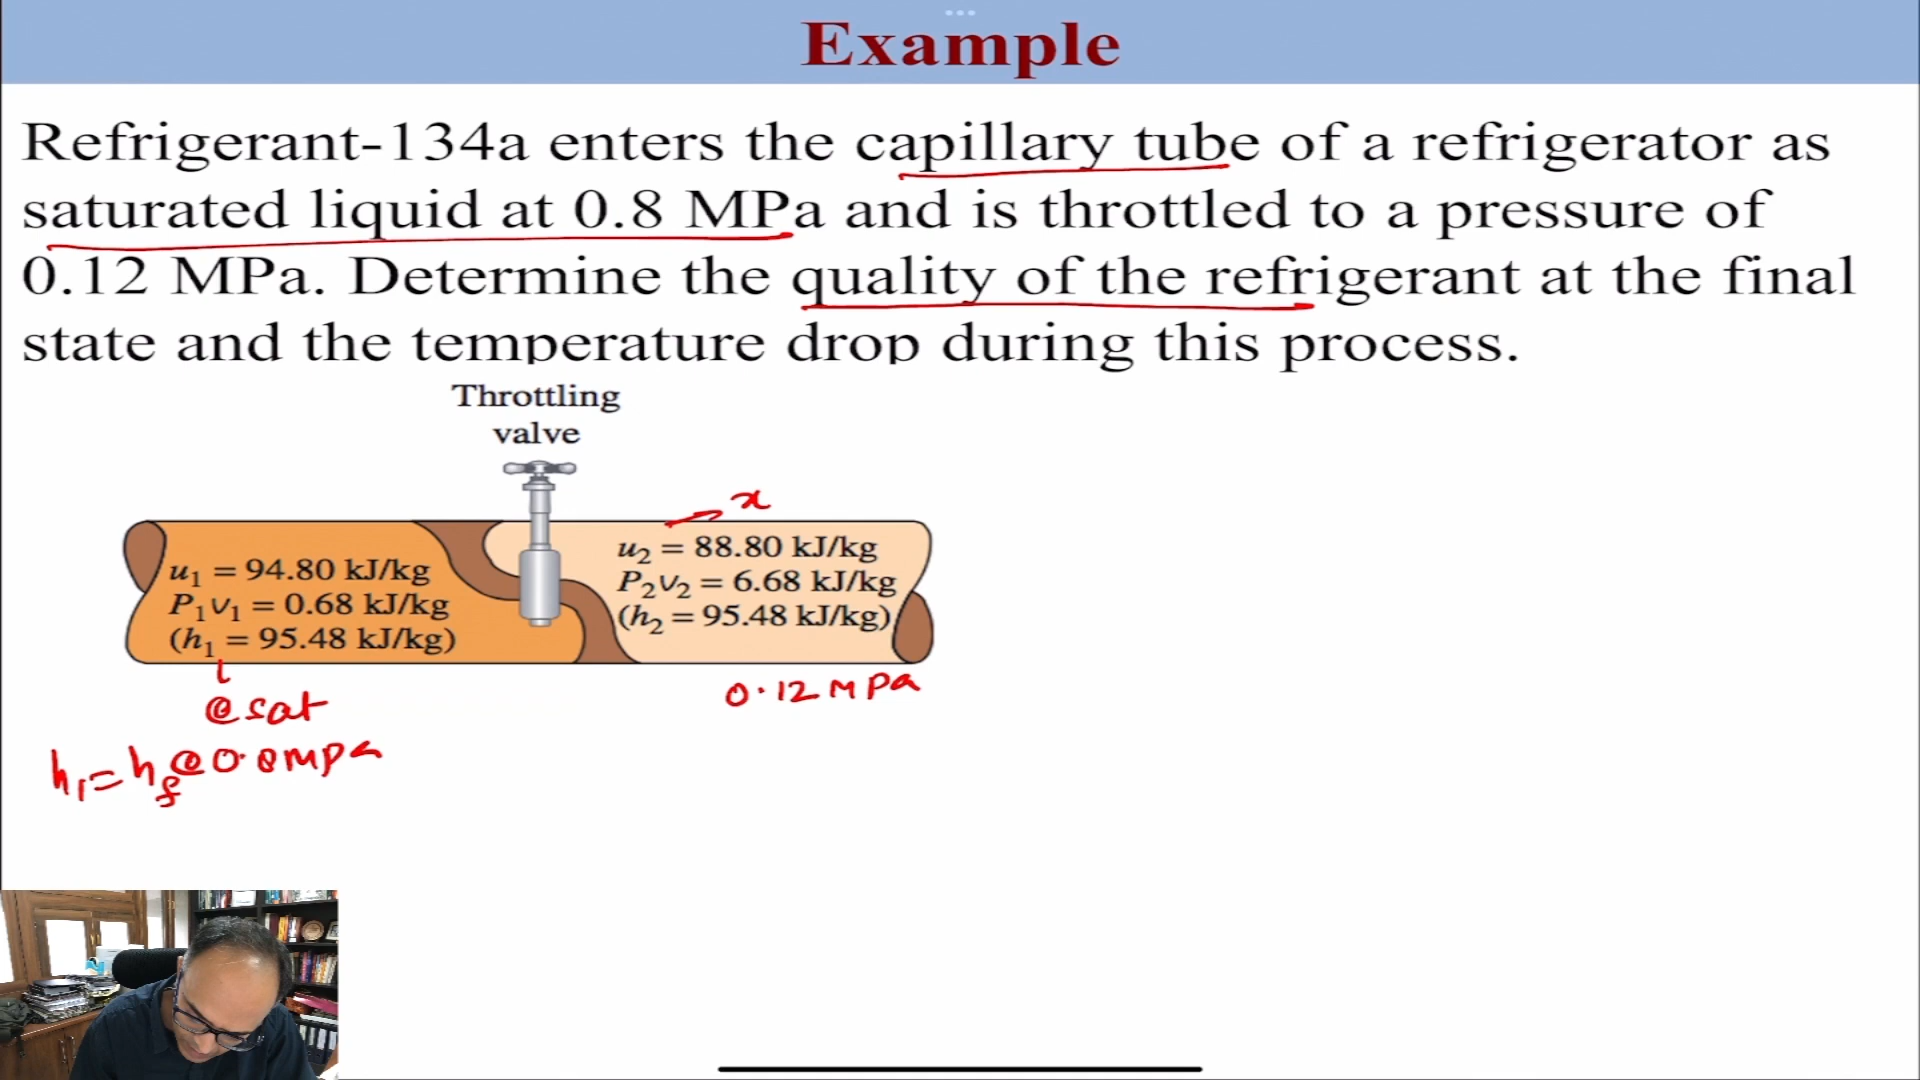 Example
Refrigerant-134a enters the capillary tube of a refrigerator as
saturated liquid at 0.8 MPa and is throttled to a pressure of
0.12 MPa. Determine the quality of the refrigerant at the final
state and the temperature drop during this process.
Throttling
valve
x
u₁ = 94.80 kJ/kg
P₁v₁ = 0.68 kJ/kg
(h₁ = 95.48 kJ/kg)
u₂ = 88.80 kJ/kg
P₂v₂ = 6.68 kJ/kg
(h₂ = 95.48 kJ/kg)
0.12 MPa
@ sat
h₁ = hf @ 0.8 MPa